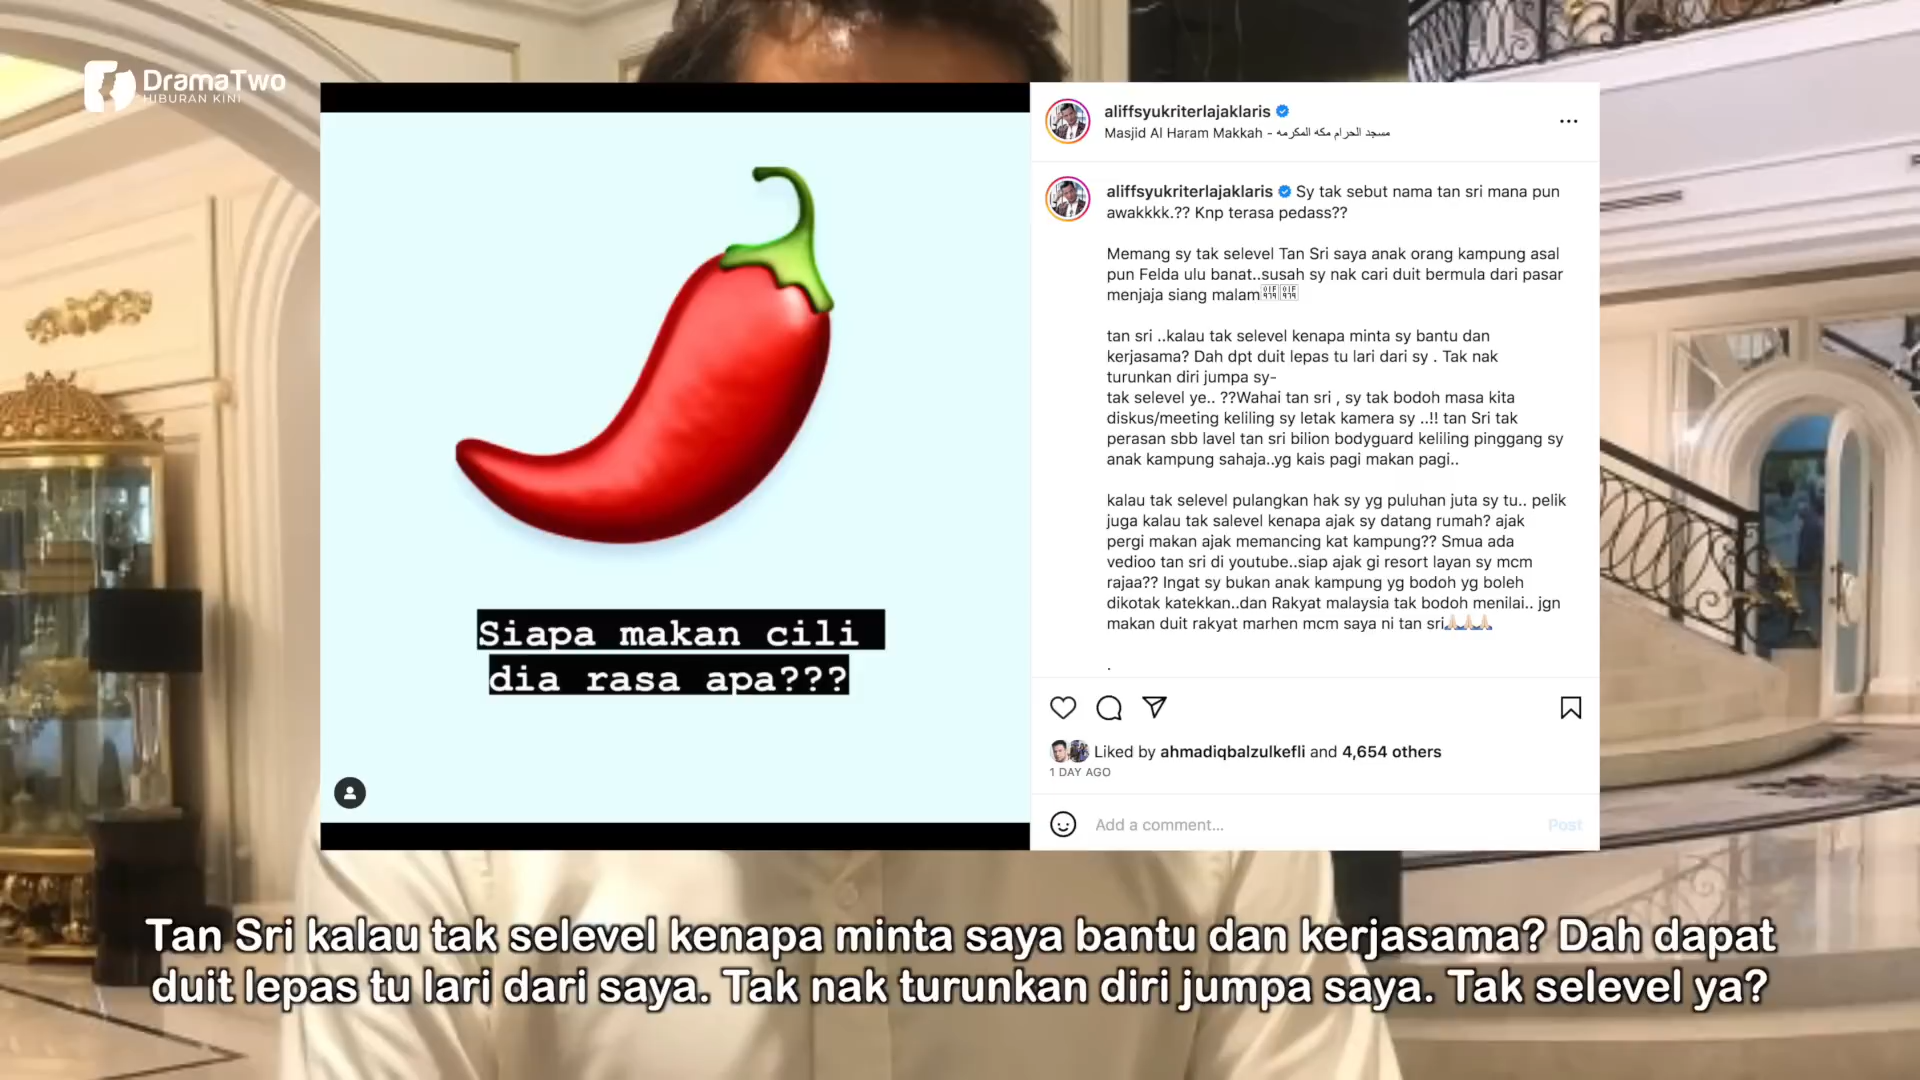 DramaTwo
HIBURAN KINI
Siapa makan cili
dia rasa apa???
aliffsyukriterlajaklaris
Masjid Al Haram Makkah - مسجد الحرام مكه المكرمه
aliffsyukriterlajaklaris Sy tak sebut nama tan sri mana pun
awakkkk.?? Knp terasa pedass??
Memang sy tak selevel Tan Sri saya anak orang kampung asal
pun Felda ulu banat..susah sy nak cari duit bermula dari pasar
menjaja siang malam
tan sri ..kalau tak selevel kenapa minta sy bantu dan
kerjasama? Dah dpt duit lepas tu lari dari sy . Tak nak
turunkan diri jumpa sy-
tak selevel ye.. ??Wahai tan sri , sy tak bodoh masa kita
diskus/meeting keliling sy letak kamera sy ..!! tan Sri tak
perasan sbb lavel tan sri bilion bodyguard keliling pinggang sy
anak kampung sahaja..yg kais pagi makan pagi..
kalau tak selevel pulangkan hak sy yg puluhan juta sy tu.. pelik
juga kalau tak salevel kenapa ajak sy datang rumah? ajak
pergi makan ajak memancing kat kampung?? Smua ada
vedioo tan sri di youtube..siap ajak gi resort layan sy mcm
rajaa?? Ingat sy bukan anak kampung yg bodoh yg boleh
dikotak katekkan..dan Rakyat malaysia tak bodoh menilai.. jgn
makan duit rakyat marhen mcm saya ni tan sri🙏🏻🙏🏻🙏🏻
.
Liked by ahmadiqbalzulkefli and 4,654 others
1 DAY AGO
Add a comment...
Post
Tan Sri kalau tak selevel kenapa minta saya bantu dan kerjasama? Dah dapat
duit lepas tu lari dari saya. Tak nak turunkan diri jumpa saya. Tak selevel ya?